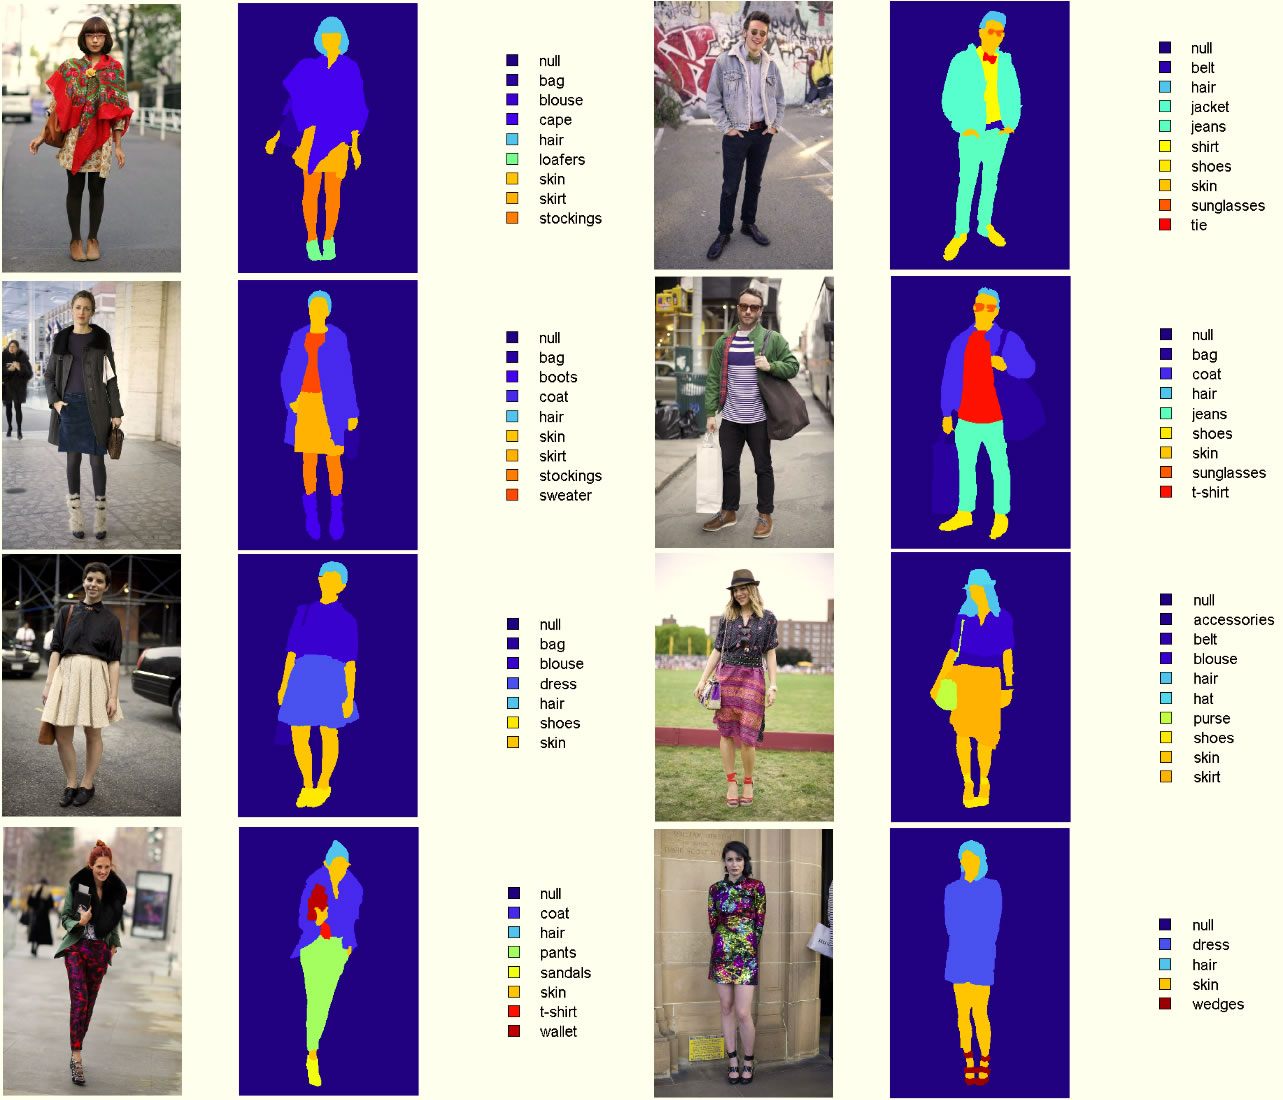 null
bag
blouse
cape
hair
loafers
skin
skirt
stockings
null
belt
hair
jacket
jeans
shirt
shoes
skin
sunglasses
tie
null
bag
boots
coat
hair
skin
skirt
stockings
sweater
null
bag
coat
hair
jeans
shoes
skin
sunglasses
t-shirt
null
bag
blouse
dress
hair
shoes
skin
null
accessories
belt
blouse
hair
hat
purse
shoes
skin
skirt
null
coat
hair
pants
sandals
skin
t-shirt
wallet
null
dress
hair
skin
wedges